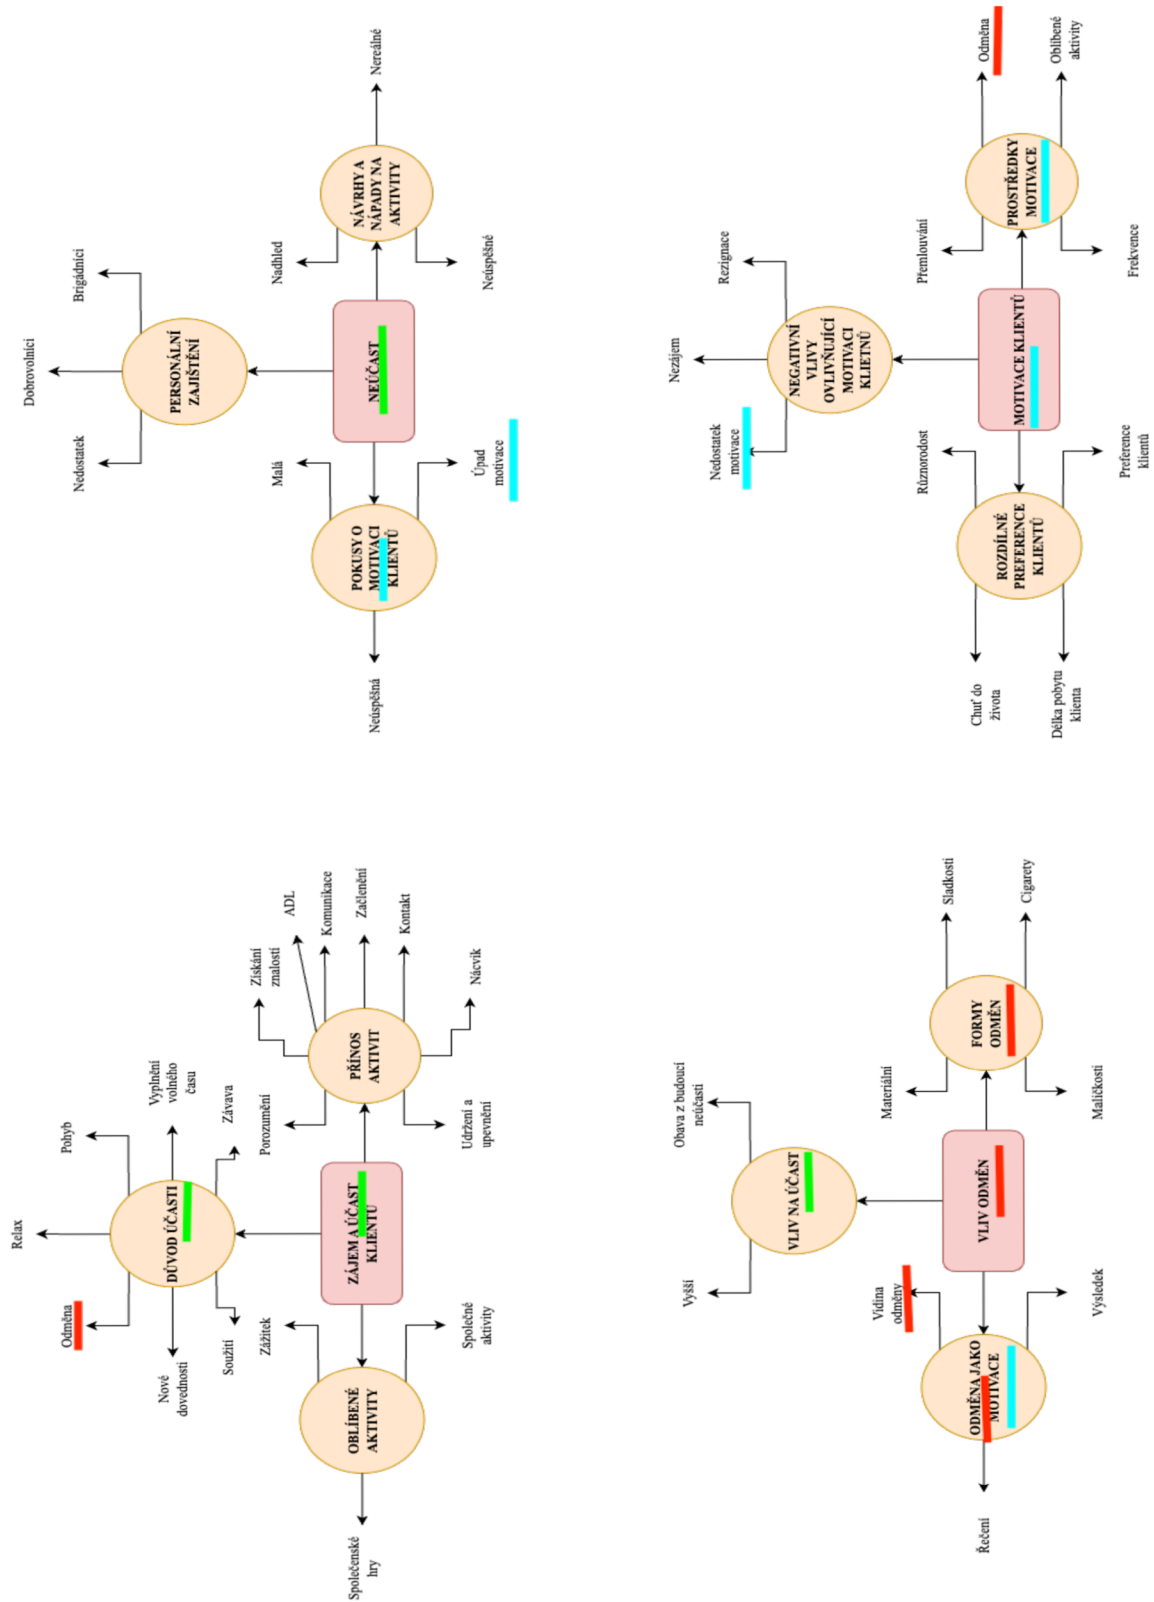 Relax
Odměna
Pohyb
Nové
dovednosti
DŮVOD ÚČASTI
Vyplnění
volného
času
Soužití
Závava
Zážitek
Porozumění
Získání
znalostí
ADL
Komunikace
Společenské
hry
OBLÍBENÉ
AKTIVITY
ZÁJEM A ÚČAST
KLIENTŮ
PŘÍNOS
AKTIVIT
Začlenění
Kontakt
Společné
aktivity
Udržení a
upevnění
Nácvik
Dobrovolníci
Nedostatek
Brigádníci
PERSONÁLNÍ
ZAJIŠTĚNÍ
Malá
Nadhled
Neúspěšná
POKUSY O
MOTIVACI
KLIENTŮ
NEÚČAST
NÁVRHY A
NÁPADY NA
AKTIVITY
Nereálné
Úpad
motivace
Neúspěšné
Vyšší
Obava z budoucí
neúčasti
VLIV NA ÚČAST
Vidina
odměny
Materiální
Sladkosti
Řečení
ODMĚNA JAKO
MOTIVACE
VLIV ODMĚN
FORMY
ODMĚN
Cigarety
Výsledek
Maličkosti
Nezájem
Nedostatek
motivace
Rezignace
NEGATIVNÍ
VLIVY
OVLIVŇUJÍCÍ
MOTIVACI
KLIETNŮ
Chuť do
života
Různorodost
Přemlouvání
Odměna
ROZDÍLNÉ
PREFERENCE
KLIENTŮ
MOTIVACE KLIENTŮ
PROSTŘEDKY
MOTIVACE
Délka pobytu
klienta
Preference
klientů
Frekvence
Oblíbené
aktivity